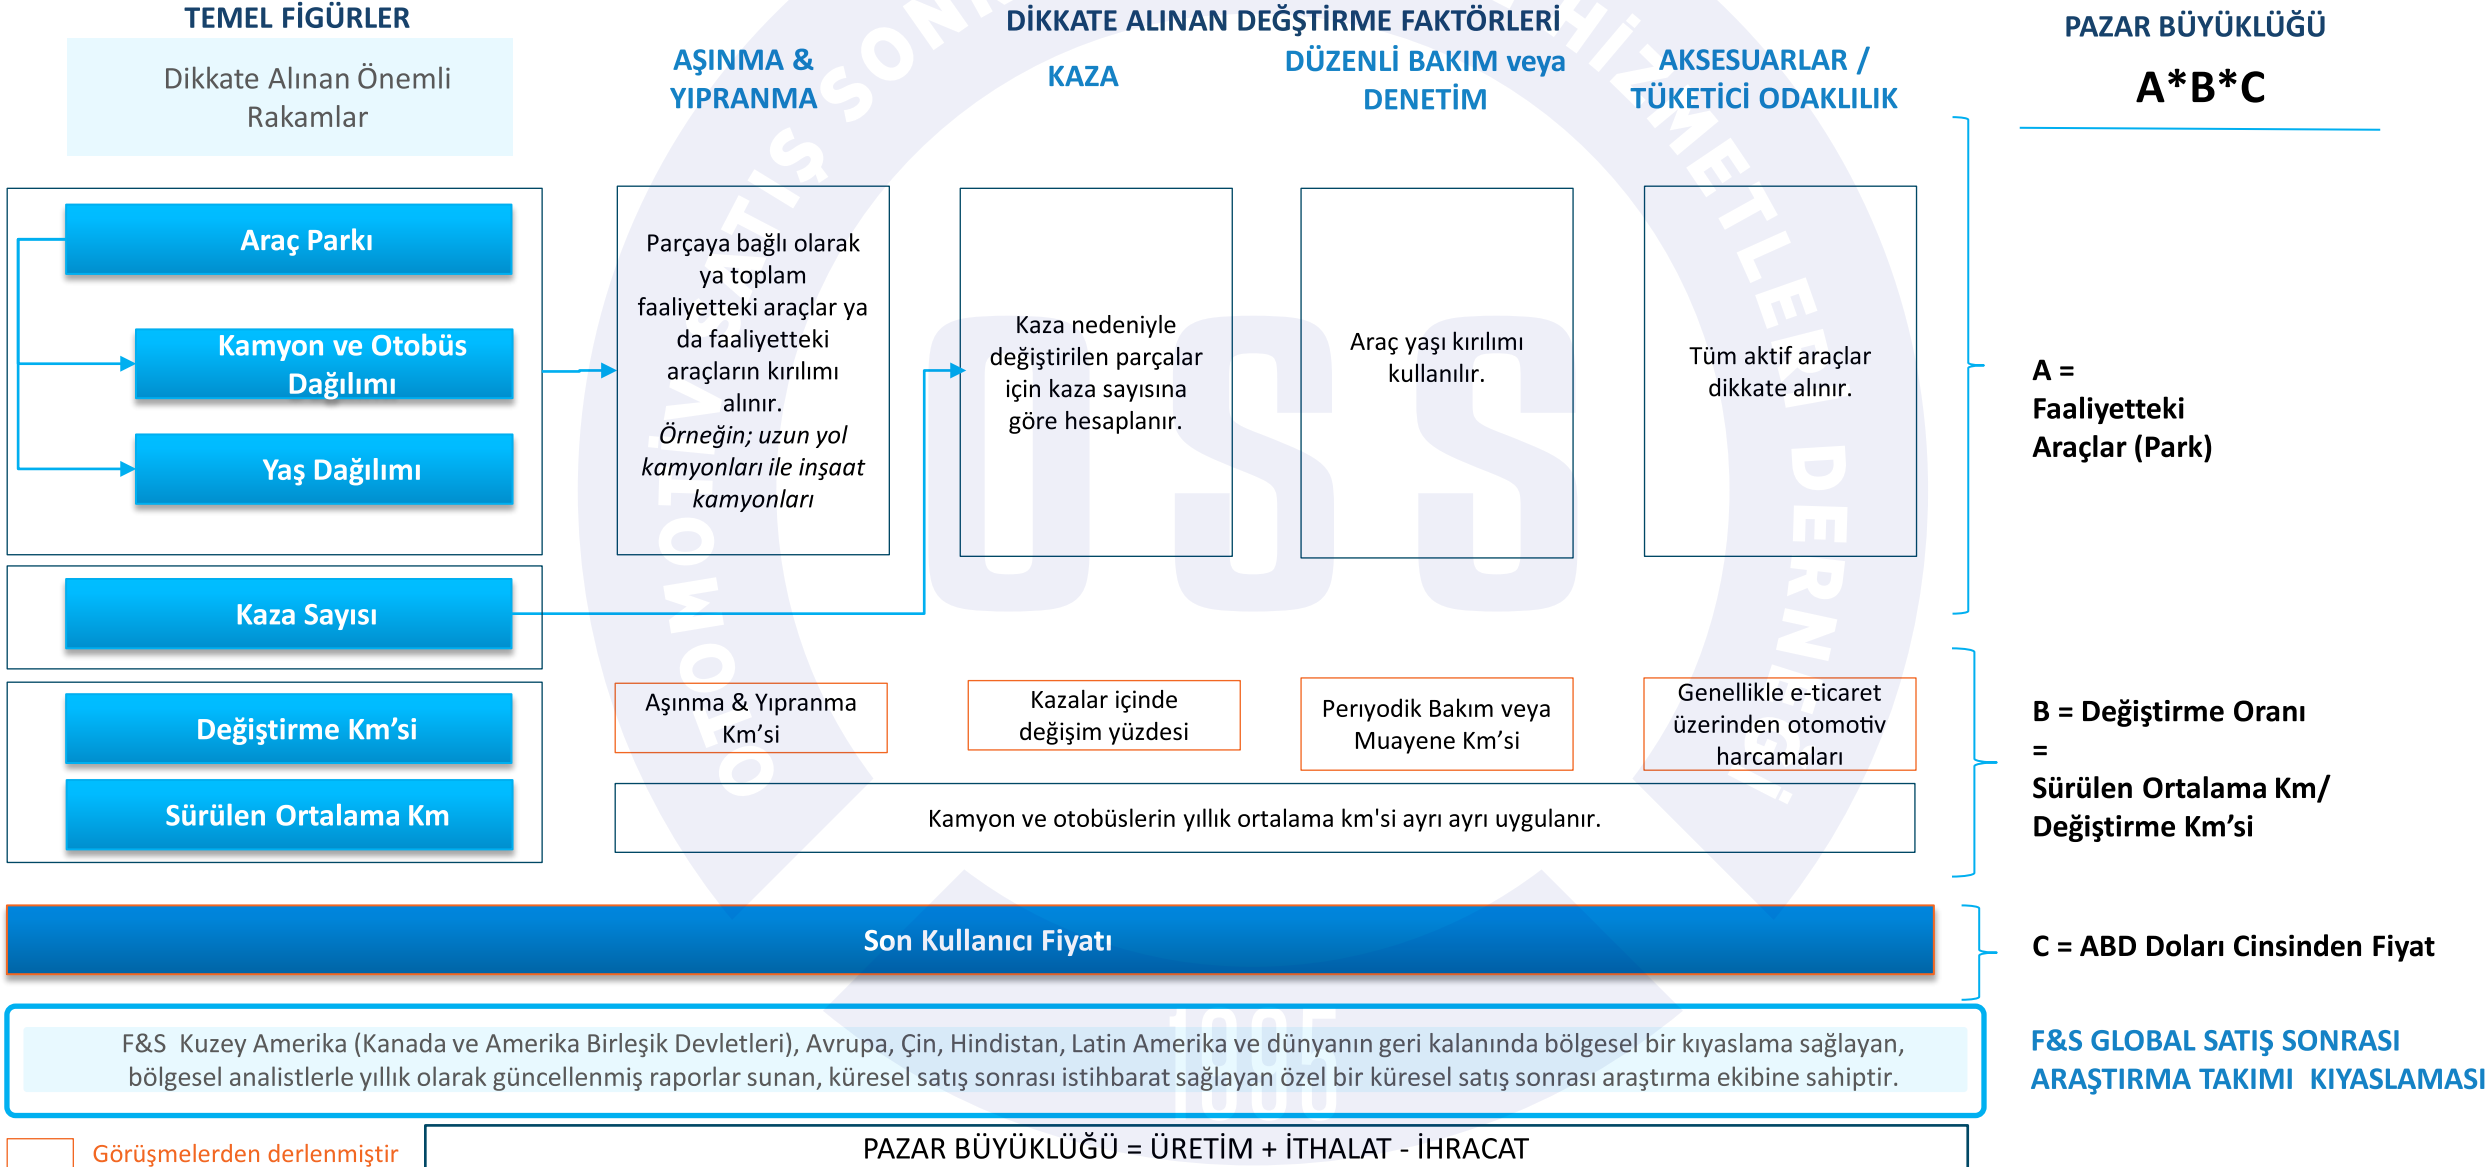 TEMEL FİGÜRLER
Dikkate Alınan Önemli
Rakamlar
DİKKATE ALINAN DEĞŞTİRME FAKTÖRLERİ
AŞINMA &
YIPRANMA
KAZA
DÜZENLİ BAKIM veya
DENETİM
AKSESUARLAR /
TÜKETİCİ ODAKLILIK
PAZAR BÜYÜKLÜĞÜ
A*B*C
Araç Parkı
Kamyon ve Otobüs
Dağılımı
Yaş Dağılımı
Parçaya bağlı olarak
ya toplam
faaliyetteki araçlar ya
da faaliyetteki
araçların kırılımı
alınır.
Örneğin; uzun yol
kamyonları ile inşaat
kamyonları
Kaza nedeniyle
değiştirilen parçalar
için kaza sayısına
göre hesaplanır.
Araç yaşı kırılımı
kullanılır.
Tüm aktif araçlar
dikkate alınır.
A =
Faaliyetteki
Araçlar (Park)
Kaza Sayısı
Değiştirme Km’si
Sürülen Ortalama Km
Aşınma & Yıpranma
Km’si
Kazalar içinde
değişim yüzdesi
Perıyodik Bakım veya
Muayene Km’si
Genellikle e-ticaret
üzerinden otomotiv
harcamaları
Kamyon ve otobüslerin yıllık ortalama km'si ayrı ayrı uygulanır.
B = Değiştirme Oranı
=
Sürülen Ortalama Km/
Değiştirme Km’si
Son Kullanıcı Fiyatı
C = ABD Doları Cinsinden Fiyat
F&S  Kuzey Amerika (Kanada ve Amerika Birleşik Devletleri), Avrupa, Çin, Hindistan, Latin Amerika ve dünyanın geri kalanında bölgesel bir kıyaslama sağlayan,
bölgesel analistlerle yıllık olarak güncellenmiş raporlar sunan, küresel satış sonrası istihbarat sağlayan özel bir küresel satış sonrası araştırma ekibine sahiptir.
F&S GLOBAL SATIŞ SONRASI
ARAŞTIRMA TAKIMI  KIYASLAMASI
Görüşmelerden derlenmiştir
PAZAR BÜYÜKLÜĞÜ = ÜRETİM + İTHALAT - İHRACAT
OSS
1995